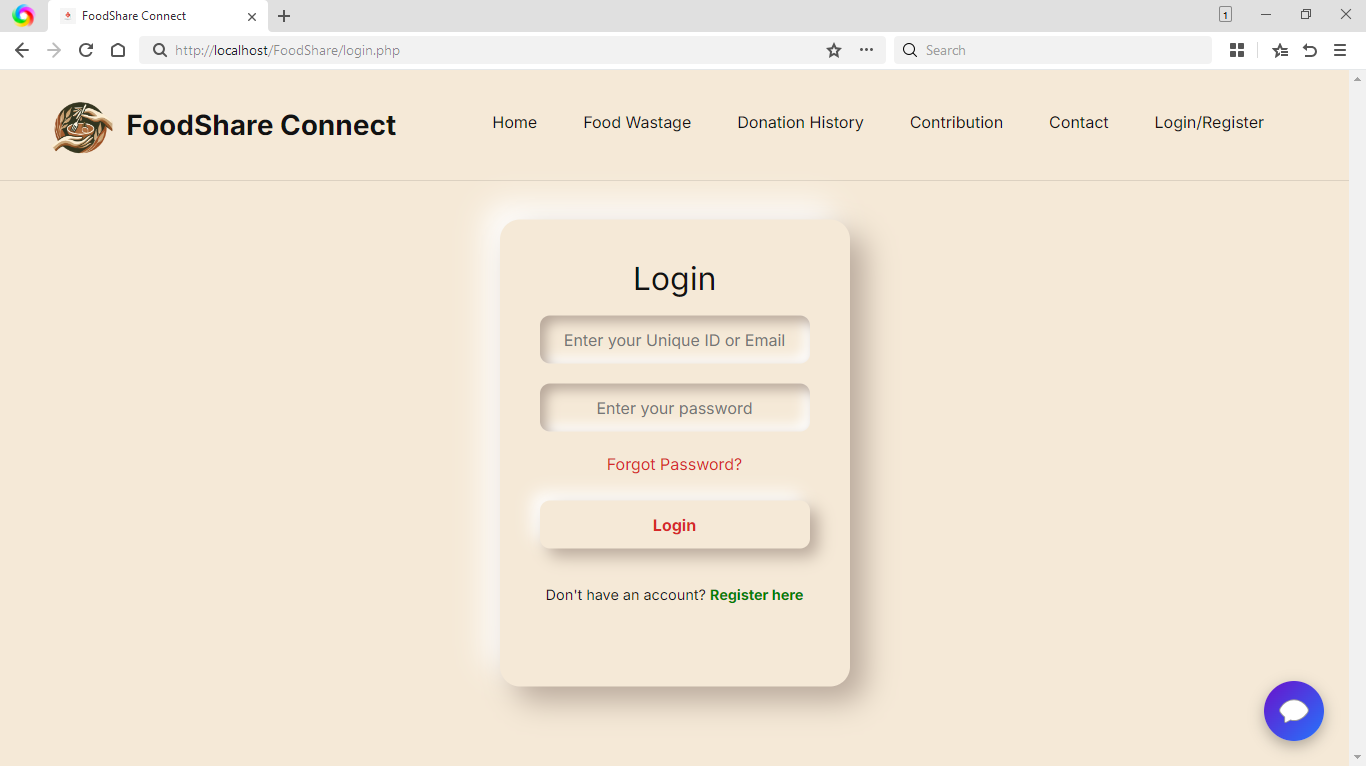 FoodShare Connect
1
http://localhost/FoodShare/login.php
Search
FoodShare Connect
Home Food Wastage Donation History Contribution Contact Login/Register
Login
Enter your Unique ID or Email
Enter your password
Forgot Password?
Login
Don't have an account? Register here